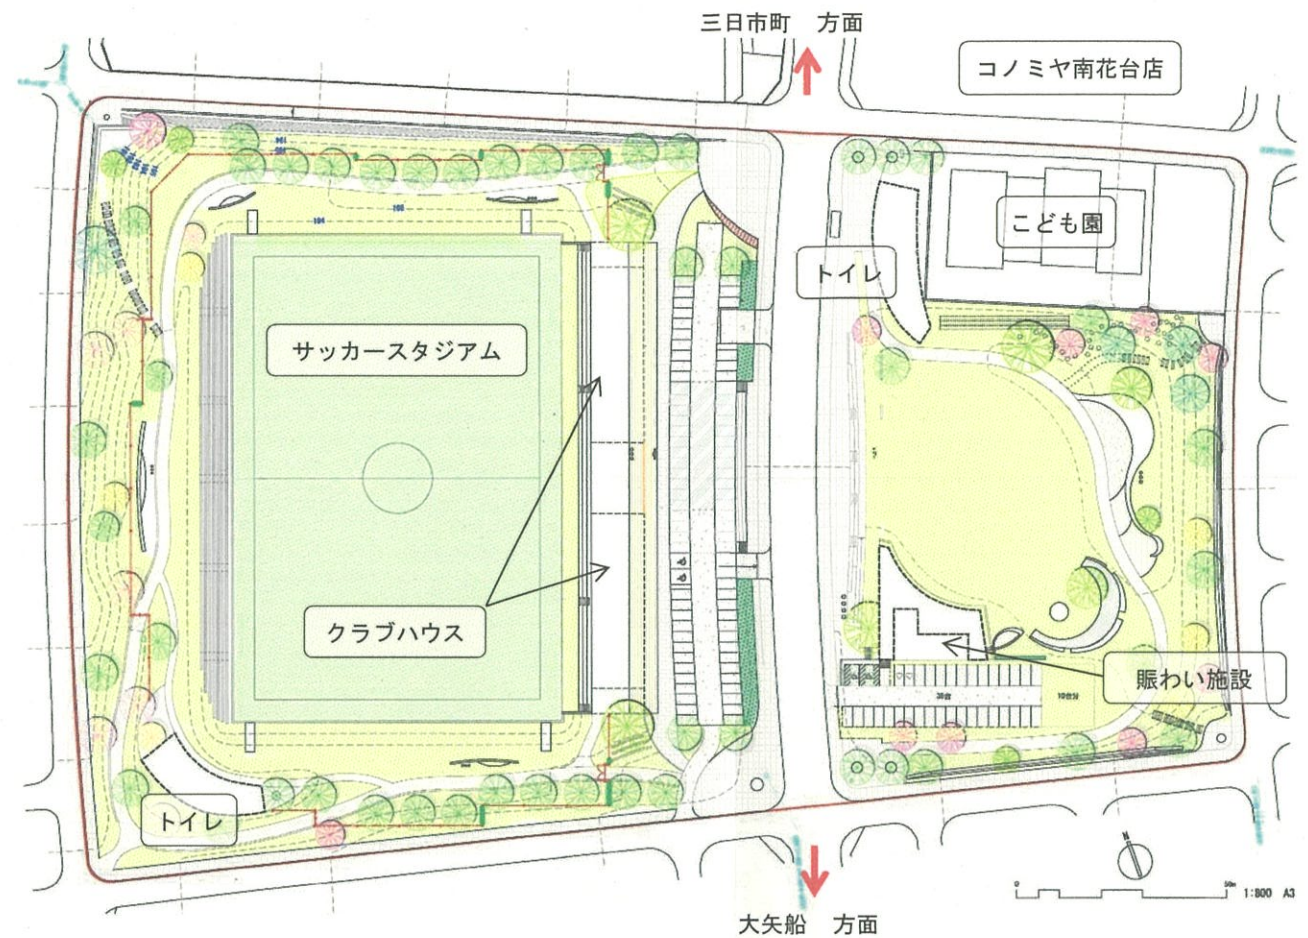 三日市町 方面
コノミヤ南花台店
こども園
トイレ
サッカースタジアム
クラブハウス
賑わい施設
トイレ
N
0
50m
1:800 A3
大矢船 方面